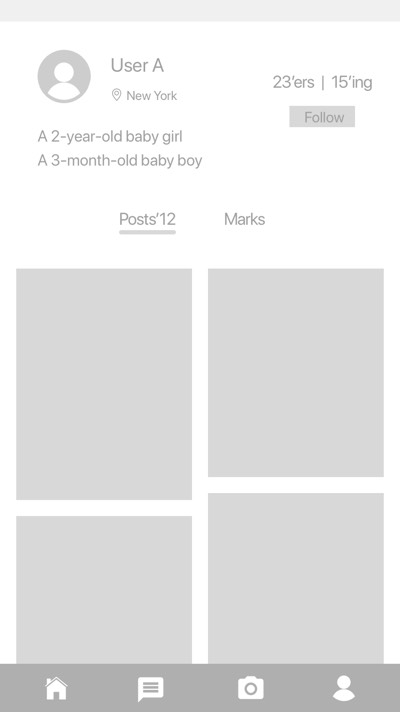 User A
New York
23’ers | 15’ing
Follow
A 2-year-old baby girl
A 3-month-old baby boy
Posts’12
Marks